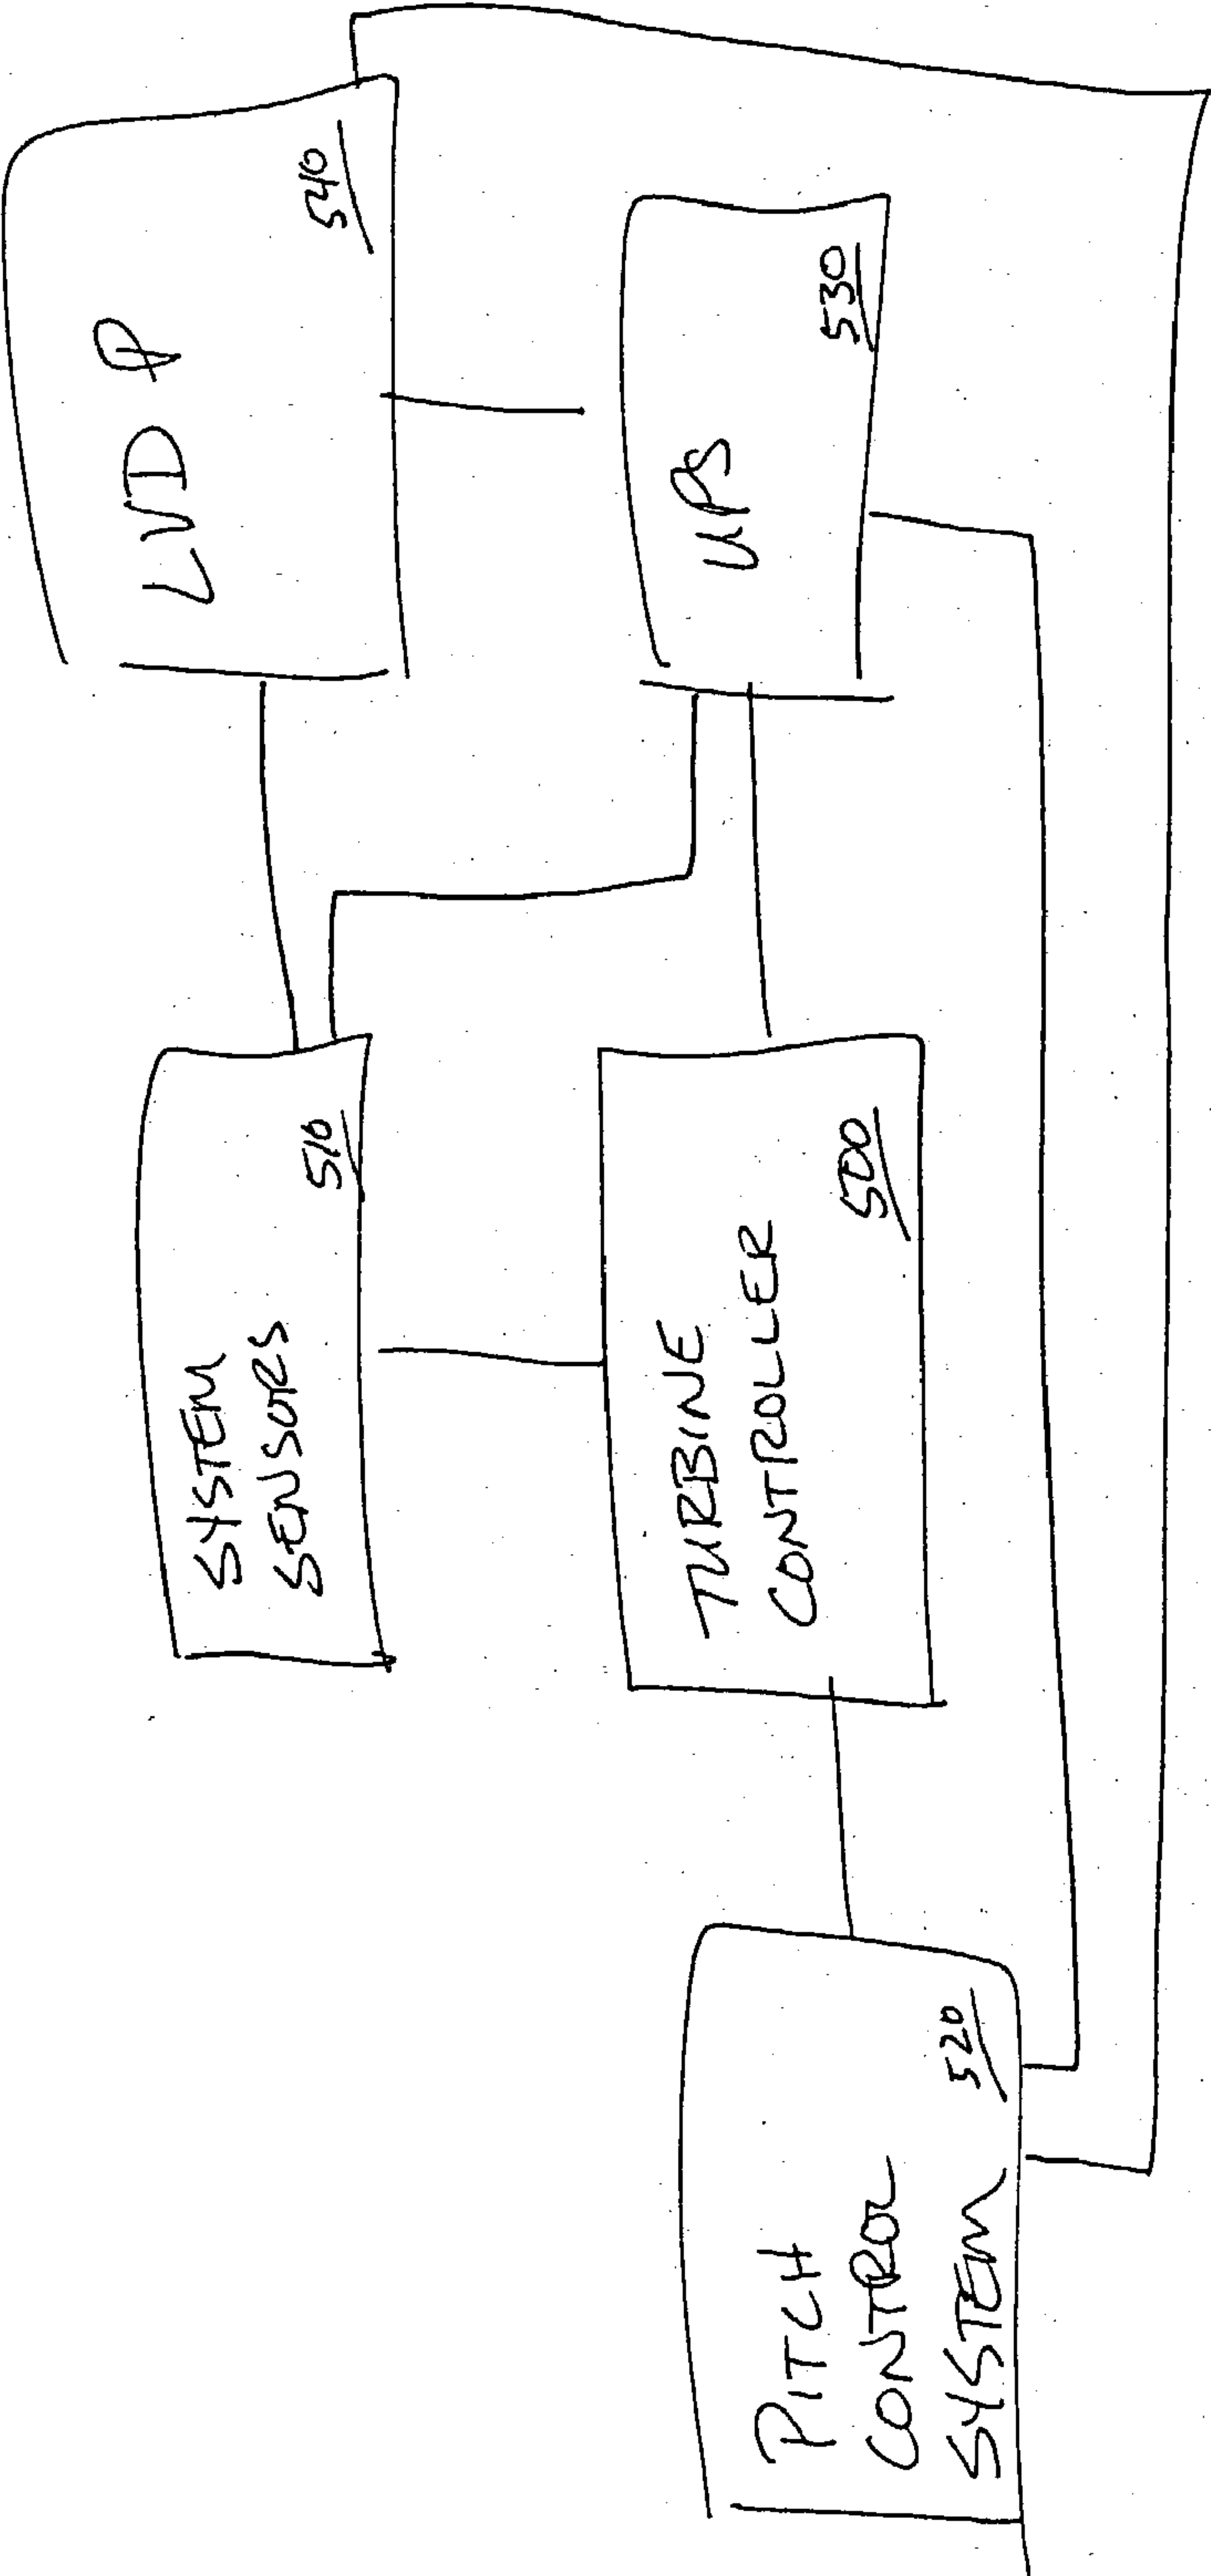 SYSTEM
SENSORS
510
LVD P
540
PITCH
CONTROL
SYSTEM 520
TURBINE
CONTROLLER
500
UPS
530